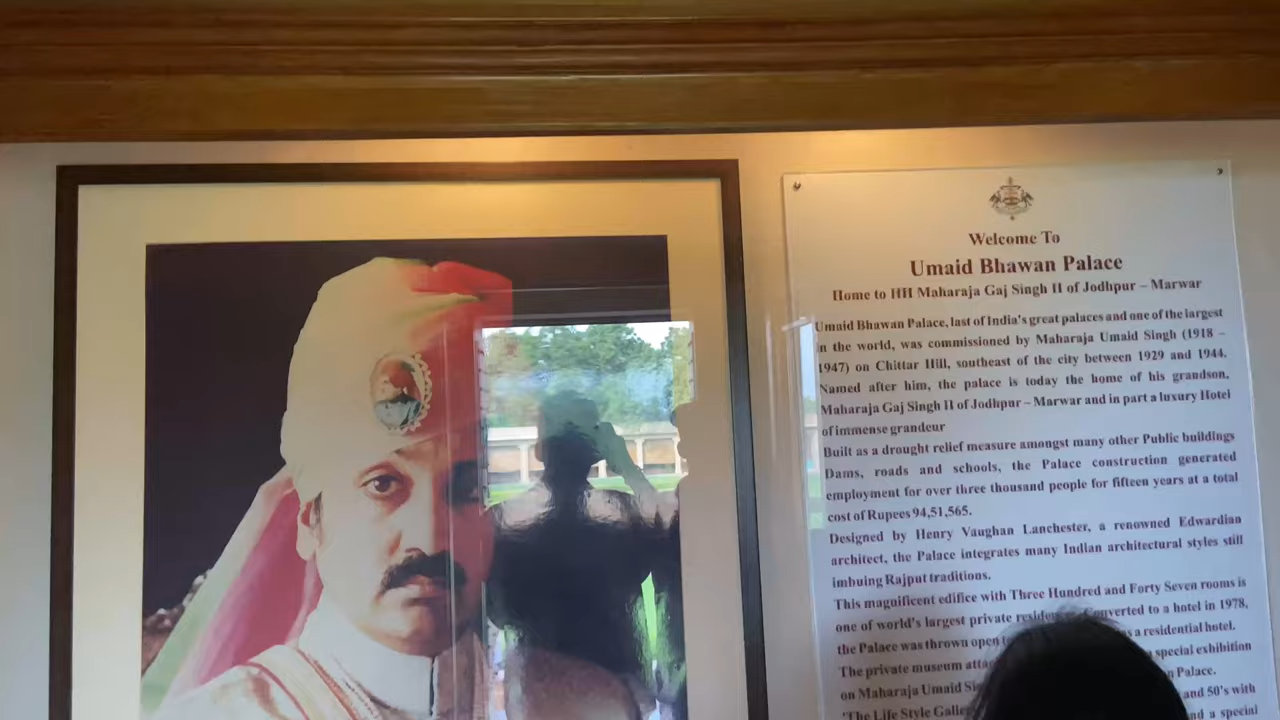 Welcome To
Umaid Bhawan Palace
Home to HH Maharaja Gaj Singh II of Jodhpur – Marwar
Umaid Bhawan Palace, last of India's great palaces and one of the largest
in the world, was commissioned by Maharaja Umaid Singh (1918 –
1947) on Chittar Hill, southeast of the city between 1929 and 1944.
Named after him, the palace is today the home of his grandson,
Maharaja Gaj Singh II of Jodhpur – Marwar and in part a luxury Hotel
of immense grandeur
Built as a drought relief measure amongst many other Public buildings
Dams, roads and schools, the Palace construction generated
employment for over three thousand people for fifteen years at a total
cost of Rupees 94,51,565.
Designed by Henry Vaughan Lanchester, a renowned Edwardian
architect, the Palace integrates many Indian architectural styles still
imbuing Rajput traditions.
This magnificent edifice with Three Hundred and Forty Seven rooms is
one of world's largest private Converted to a hotel in 1978,
the Palace was thrown open a residential hotel.
The private museum special exhibition
on Maharaja Umaid Palace.
'The Life Style and 50's with
a special